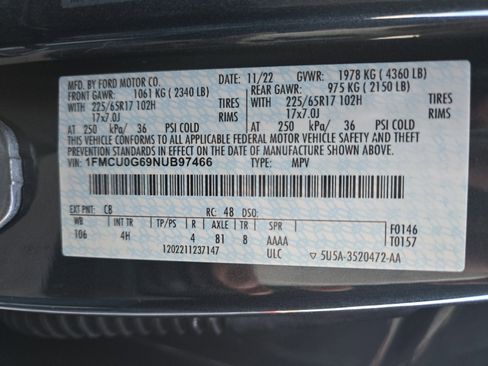 MFD. BY FORD MOTOR CO. 11/22 GVWR: 1978 KG ( 4360 LB)
FRONT GAWR: 1061 KG ( 2340 LB) REAR GAWR: 975 KG ( 2150 LB)
WITH 225/65R17 102H TIRES WITH 225/65R17 102H TIRES
17x7.0J RIMS 17x7.0J RIMS
AT 250 kPa/ 36 PSI COLD AT 250 kPa/ 36 PSI COLD
THIS VEHICLE CONFORMS TO ALL APPLICABLE FEDERAL MOTOR VEHICLE SAFETY AND THEFT
PREVENTION STANDARDS IN EFFECT ON THE DATE OF MANUFACTURE SHOWN ABOVE.
VIN: 1FMCU0G69NUB97466 TYPE: MPV
EXT PNT: CB RC: 48 DSO:
WB INT TR TP/PS R AXLE TR SPR F0146
106 4H 4 81 8 AAAA T0157
1202211237147 ULC 5U5A-3520472-AA